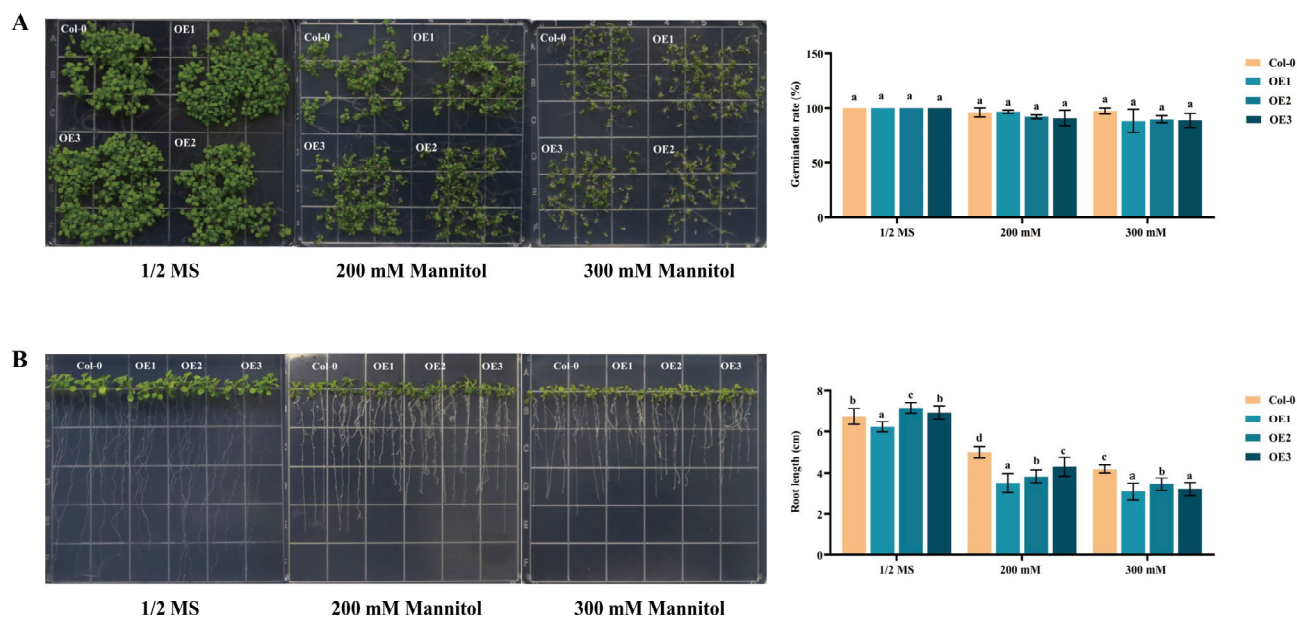 A
Col-0 OE1
OE3 OE2
1/2 MS
Col-0 OE1
OE3 OE2
200 mM Mannitol
Col-0 OE1
OE3 OE2
300 mM Mannitol
Germination rate (%)
150
100
50
0
a a a a
a a a a
a a a a
1/2 MS 200 mM 300 mM
Col-0
OE1
OE2
OE3
B
Col-0 OE1 OE2 OE3
1/2 MS
Col-0 OE1 OE2 OE3
200 mM Mannitol
Col-0 OE1 OE2 OE3
300 mM Mannitol
Root length (cm)
8
6
4
2
0
b a c b
d a b c
c a b a
1/2 MS 200 mM 300 mM
Col-0
OE1
OE2
OE3